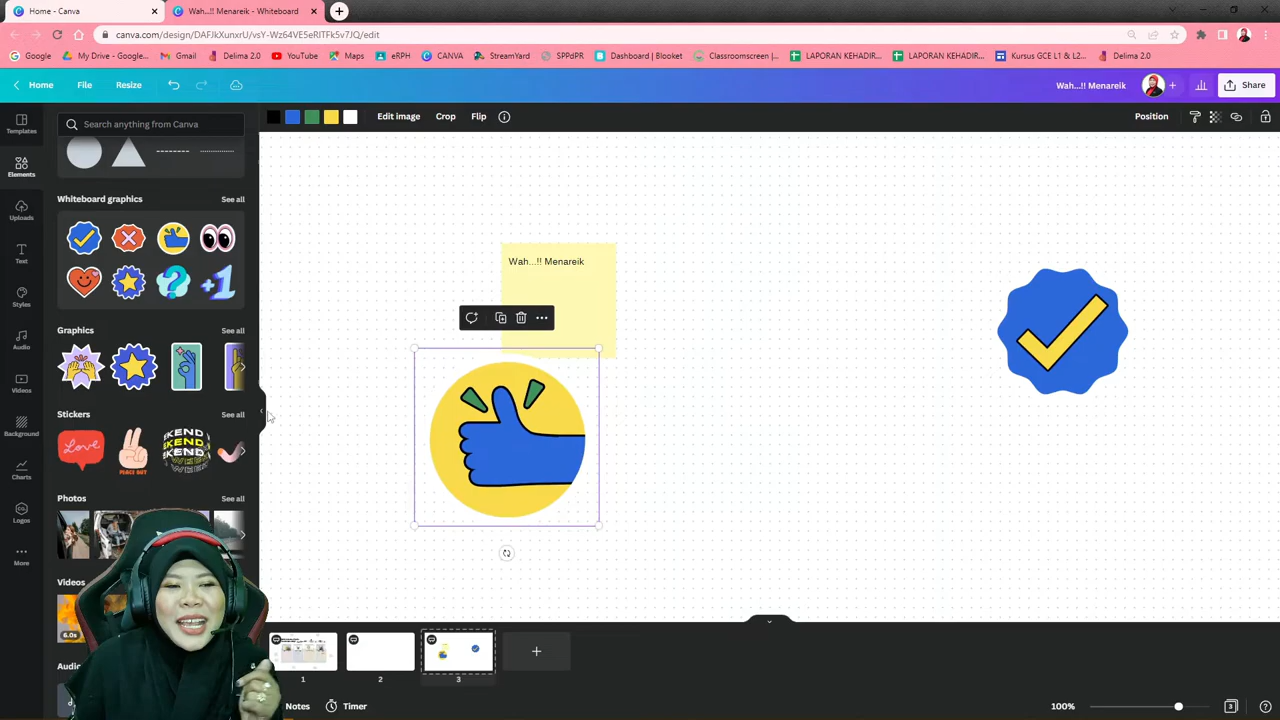 Home - Canva
Wah...!! Menareik - Whiteboard
canva.com/design/DAFJkXunxrU/vsY-Wz64VE5eRITFk5v7JQ/edit
Google
My Drive - Google...
Gmail
Delima 2.0
YouTube
Maps
eRPH
CANVA
StreamYard
SPPdPR
Dashboard | Blooket
Classroomscreen |...
LAPORAN KEHADIR...
LAPORAN KEHADIR...
Kursus GCE L1 & L2...
Delima 2.0
Home
File
Resize
Wah...!! Menareik
Share
Templates
Elements
Uploads
Text
Styles
Audio
Videos
Background
Charts
Logos
More
Search anything from Canva
Whiteboard graphics
See all
+1
Graphics
See all
Stickers
See all
Love
PEACE OUT
Photos
See all
Videos
6.0s
Audio
Edit image
Crop
Flip
Position
Wah...!! Menareik
1
2
3
Notes
Timer
100%
3